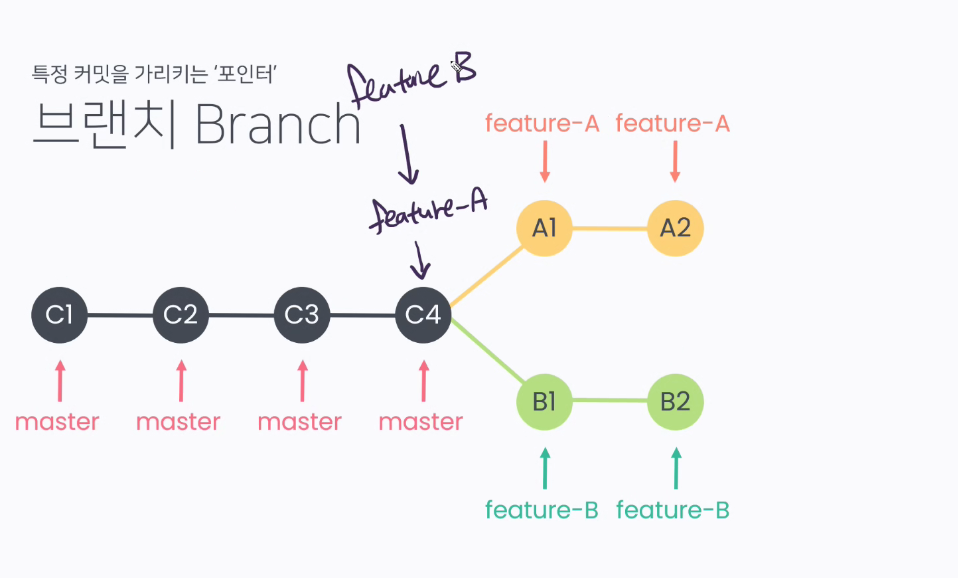 특정 커밋을 가리키는 '포인터'
브랜치 Branch
feature B
feature-A feature-A
feature-A
A1 A2
C1 C2 C3 C4
master master master master
B1 B2
feature-B feature-B